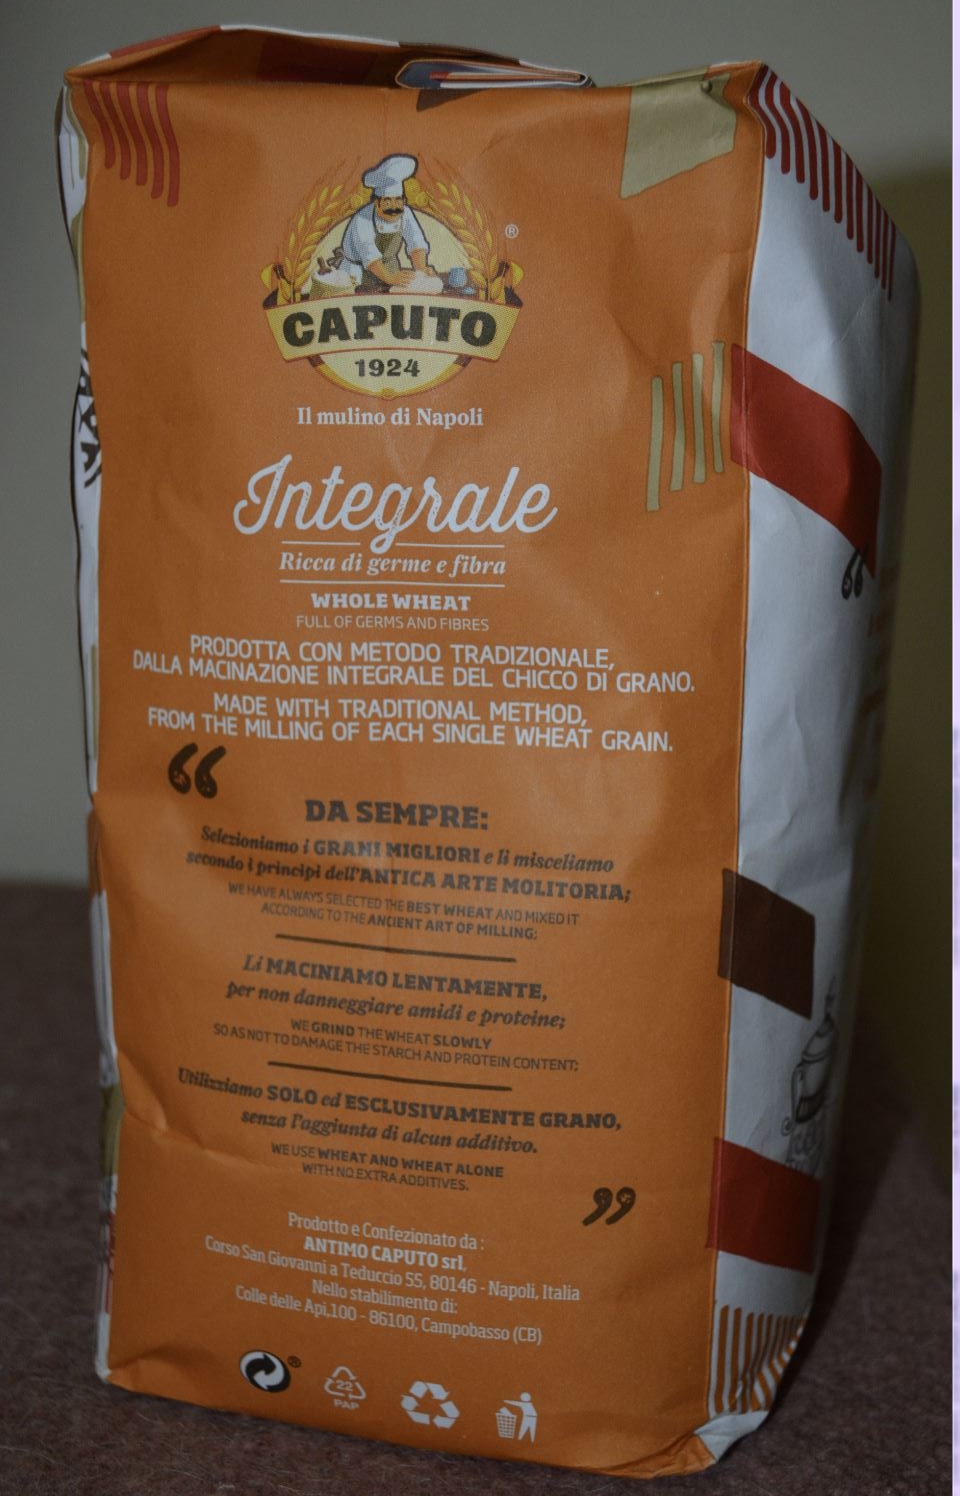 ®
CAPUTO
1924
Il mulino di Napoli
Integrale
Ricca di germe e fibra
WHOLE WHEAT
FULL OF GERMS AND FIBRES
PRODOTTA CON METODO TRADIZIONALE,
DALLA MACINAZIONE INTEGRALE DEL CHICCO DI GRANO.
MADE WITH TRADITIONAL METHOD,
FROM THE MILLING OF EACH SINGLE WHEAT GRAIN.
“
DA SEMPRE:
Selezioniamo i GRANI MIGLIORI e li misceliamo
secondo i principi dell'ANTICA ARTE MOLITORIA;
WE HAVE ALWAYS SELECTED THE BEST WHEAT AND MIXED IT
ACCORDING TO THE ANCIENT ART OF MILLING;
Li MACINIAMO LENTAMENTE,
per non danneggiare amidi e proteine;
WE GRIND THE WHEAT SLOWLY
SO AS NOT TO DAMAGE THE STARCH AND PROTEIN CONTENT;
Utilizziamo SOLO ed ESCLUSIVAMENTE GRANO,
senza l'aggiunta di alcun additivo.
WE USE WHEAT AND WHEAT ALONE
WITH NO EXTRA ADDITIVES.
”
Prodotto e Confezionato da :
ANTIMO CAPUTO srl,
Corso San Giovanni a Teduccio 55, 80146 - Napoli, Italia
Nello stabilimento di:
Colle delle Api,100 - 86100, Campobasso (CB)
®
22
PAP